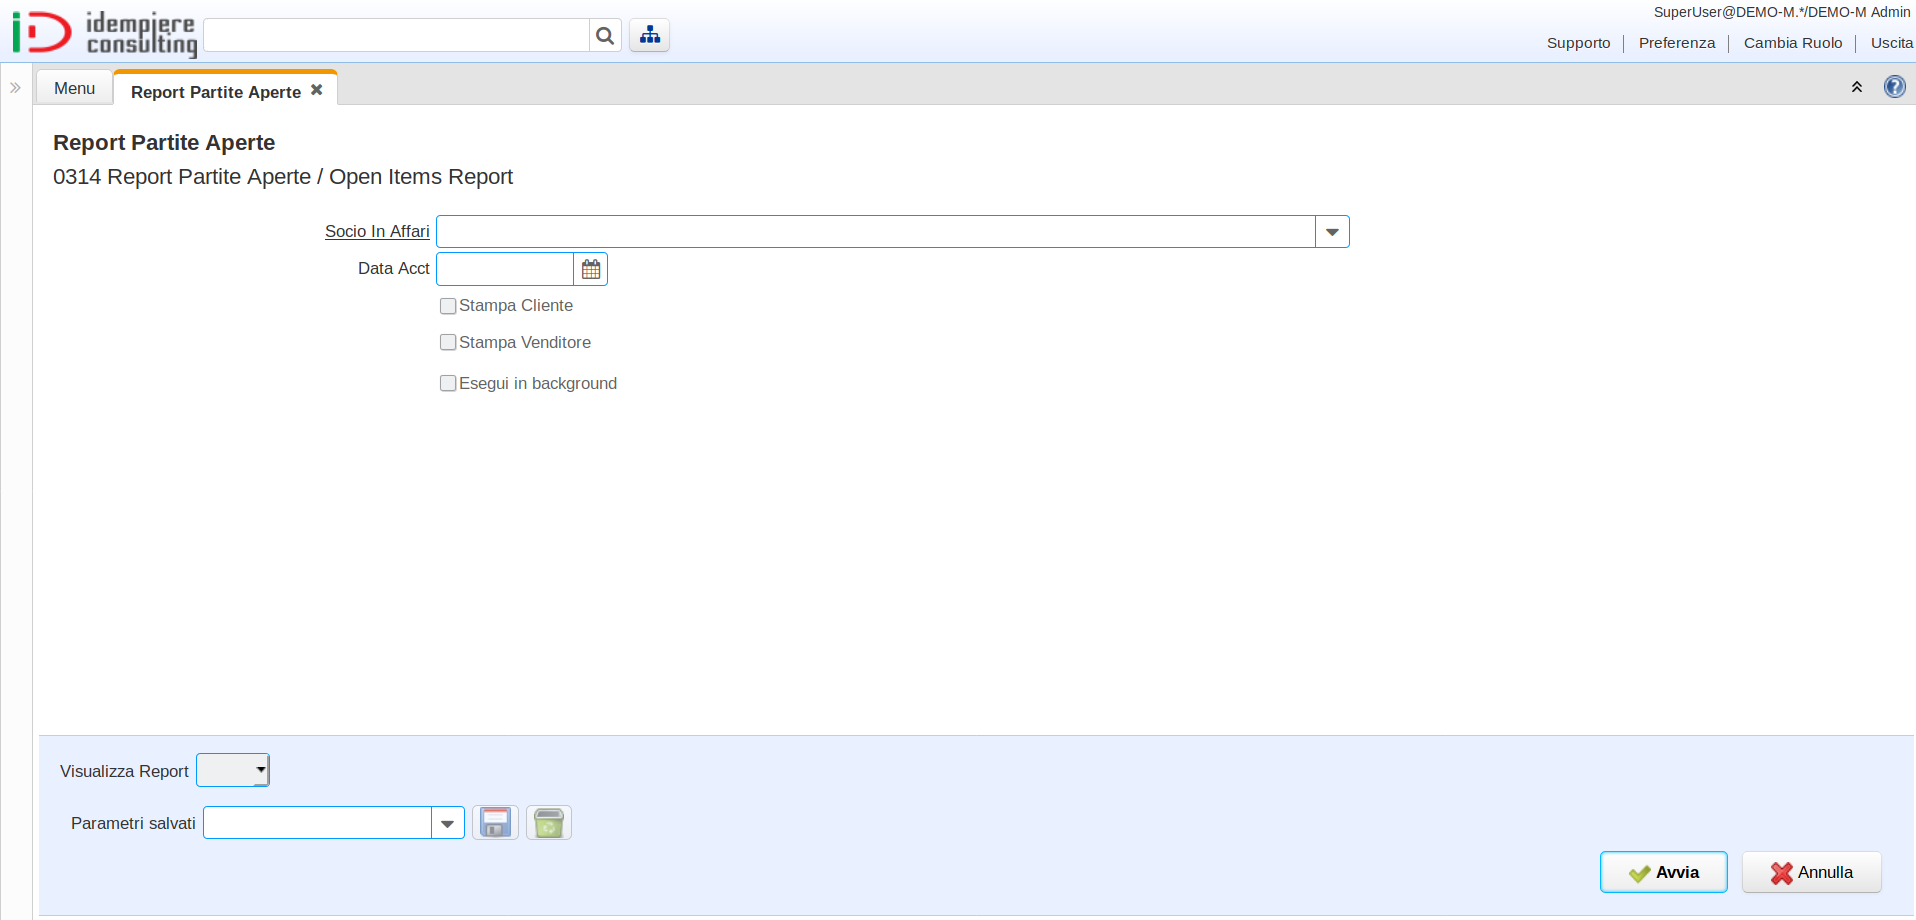 idempiere
consulting
SuperUser@DEMO-M.*/DEMO-M Admin
Supporto
Preferenza
Cambia Ruolo
Uscita
Menu
Report Partite Aperte
Report Partite Aperte
0314 Report Partite Aperte / Open Items Report
Socio In Affari
Data Acct
Stampa Cliente
Stampa Venditore
Esegui in background
Visualizza Report
Parametri salvati
Avvia
Annulla